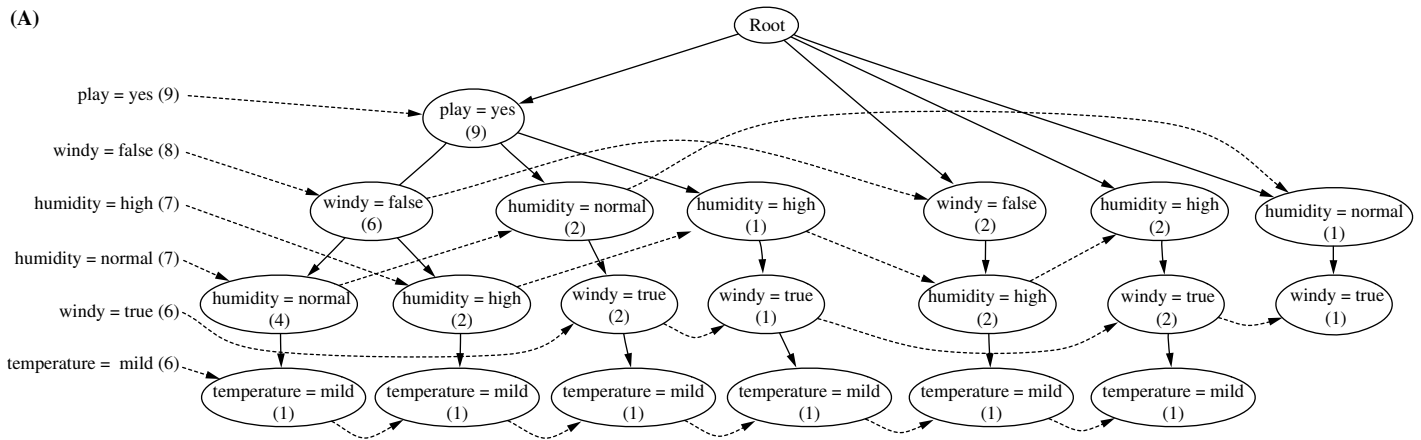 (A)
Root
play = yes (9)
play = yes
(9)
windy = false (8)
humidity = high (7)
windy = false
(6)
humidity = normal
(2)
humidity = high
(1)
windy = false
(2)
humidity = high
(2)
humidity = normal
(1)
humidity = normal (7)
windy = true (6)
humidity = normal
(4)
humidity = high
(2)
windy = true
(2)
windy = true
(1)
humidity = high
(2)
windy = true
(2)
windy = true
(1)
temperature = mild (6)
temperature = mild
(1)
temperature = mild
(1)
temperature = mild
(1)
temperature = mild
(1)
temperature = mild
(1)
temperature = mild
(1)